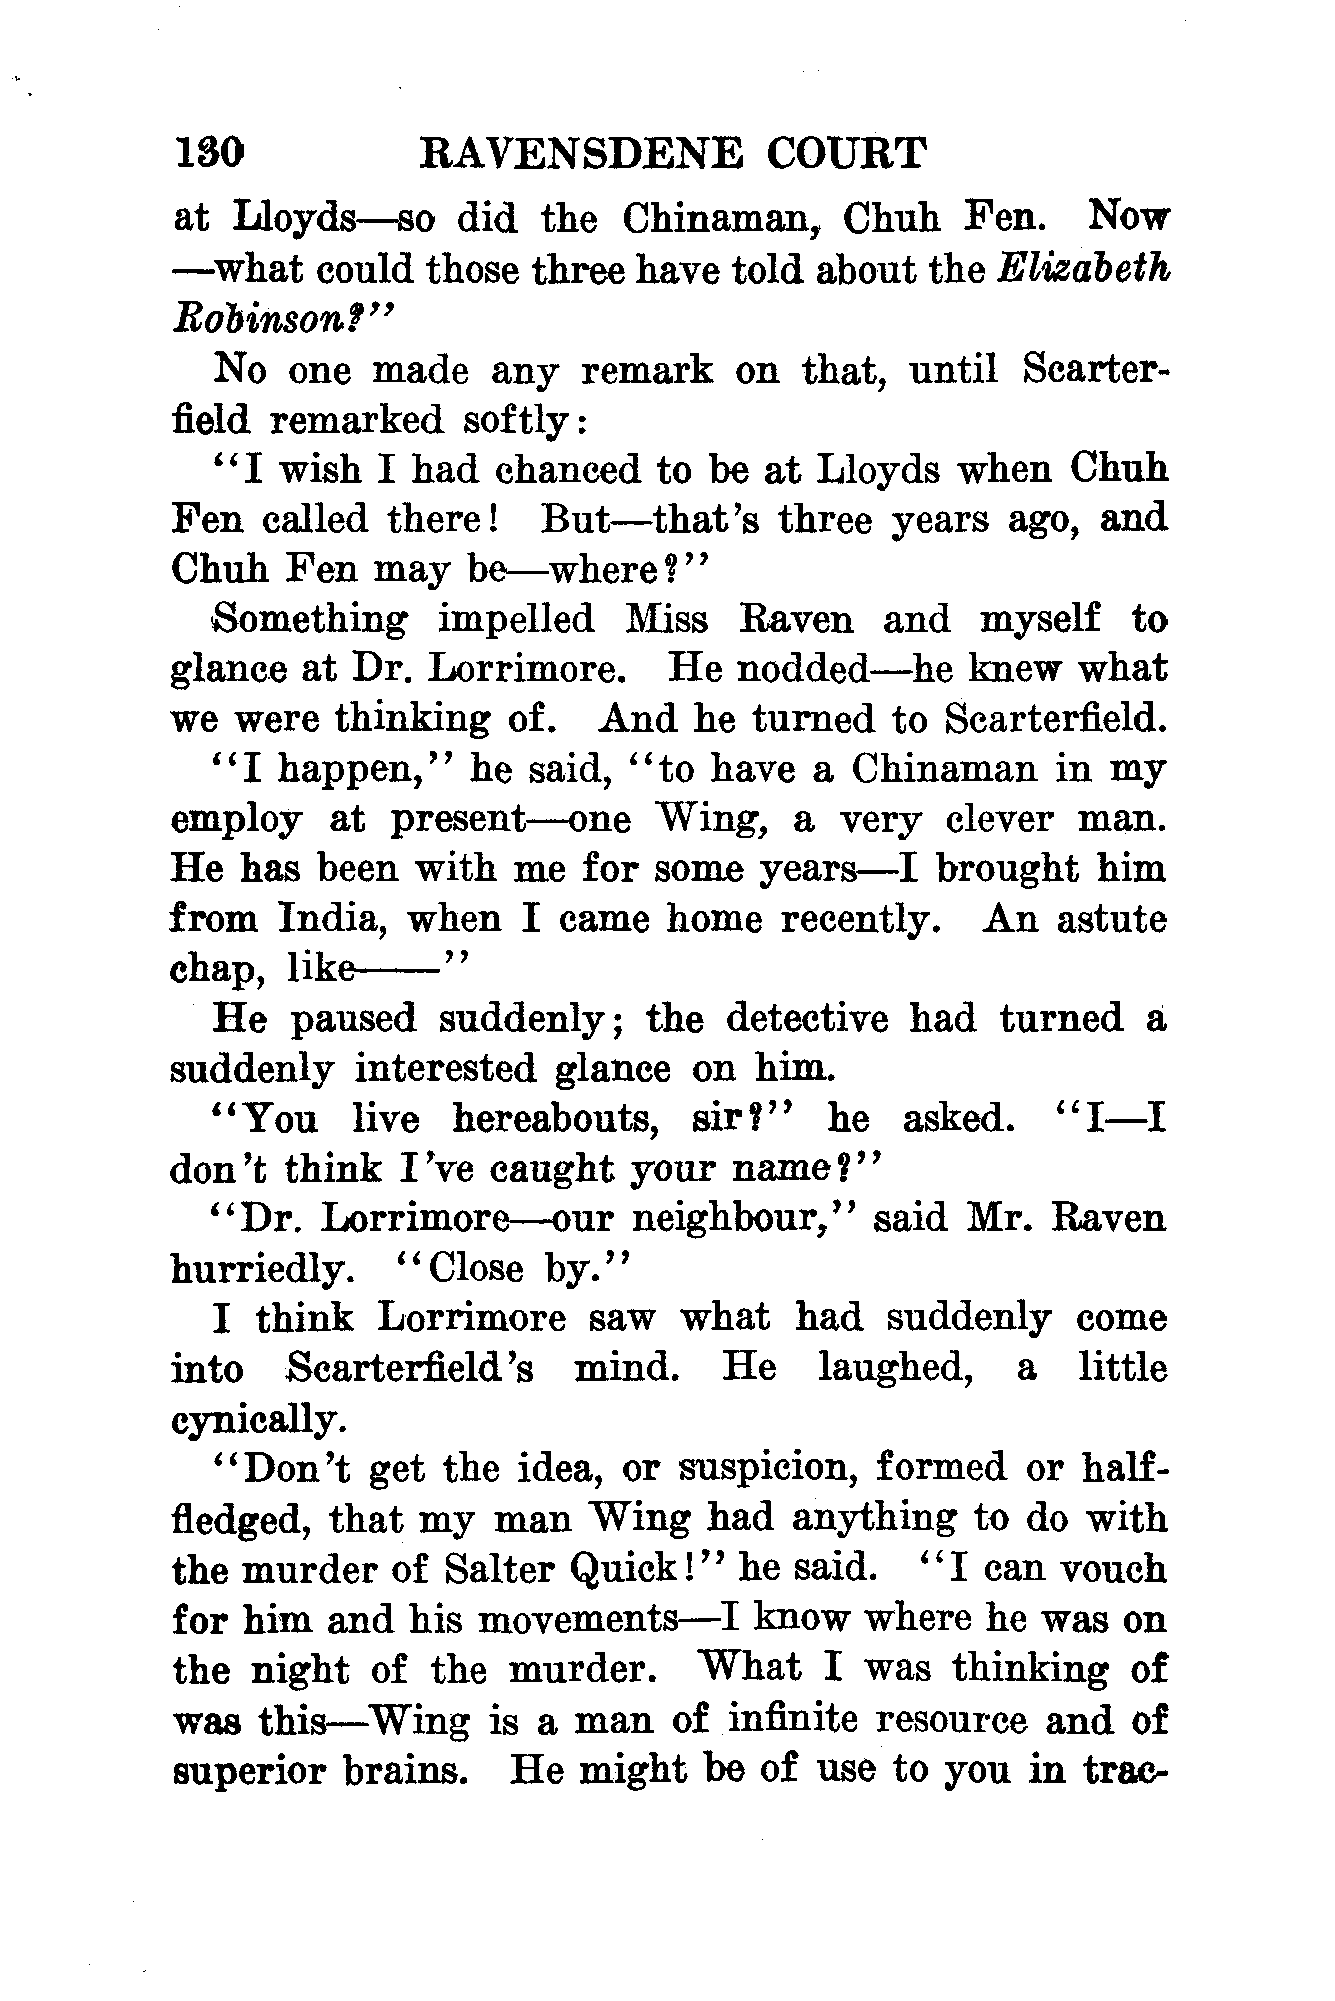 130 RAVENSDENE COURT
at Lloyds—so did the Chinaman, Chuh Fen. Now
—what could those three have told about the Elizabeth
Robinson?"
No one made any remark on that, until Scarter-
field remarked softly:
"I wish I had chanced to be at Lloyds when Chuh
Fen called there! But—that's three years ago, and
Chuh Fen may be—where?"
Something impelled Miss Raven and myself to
glance at Dr. Lorrimore. He nodded—he knew what
we were thinking of. And he turned to Scarterfield.
"I happen," he said, "to have a Chinaman in my
employ at present—one Wing, a very clever man.
He has been with me for some years—I brought him
from India, when I came home recently. An astute
chap, like——"
He paused suddenly; the detective had turned a
suddenly interested glance on him.
"You live hereabouts, sir?" he asked. "I—I
don't think I've caught your name?"
"Dr. Lorrimore—our neighbour," said Mr. Raven
hurriedly. "Close by."
I think Lorrimore saw what had suddenly come
into Scarterfield's mind. He laughed, a little
cynically.
"Don't get the idea, or suspicion, formed or half-
fledged, that my man Wing had anything to do with
the murder of Salter Quick!" he said. "I can vouch
for him and his movements—I know where he was on
the night of the murder. What I was thinking of
was this—Wing is a man of infinite resource and of
superior brains. He might be of use to you in trac-